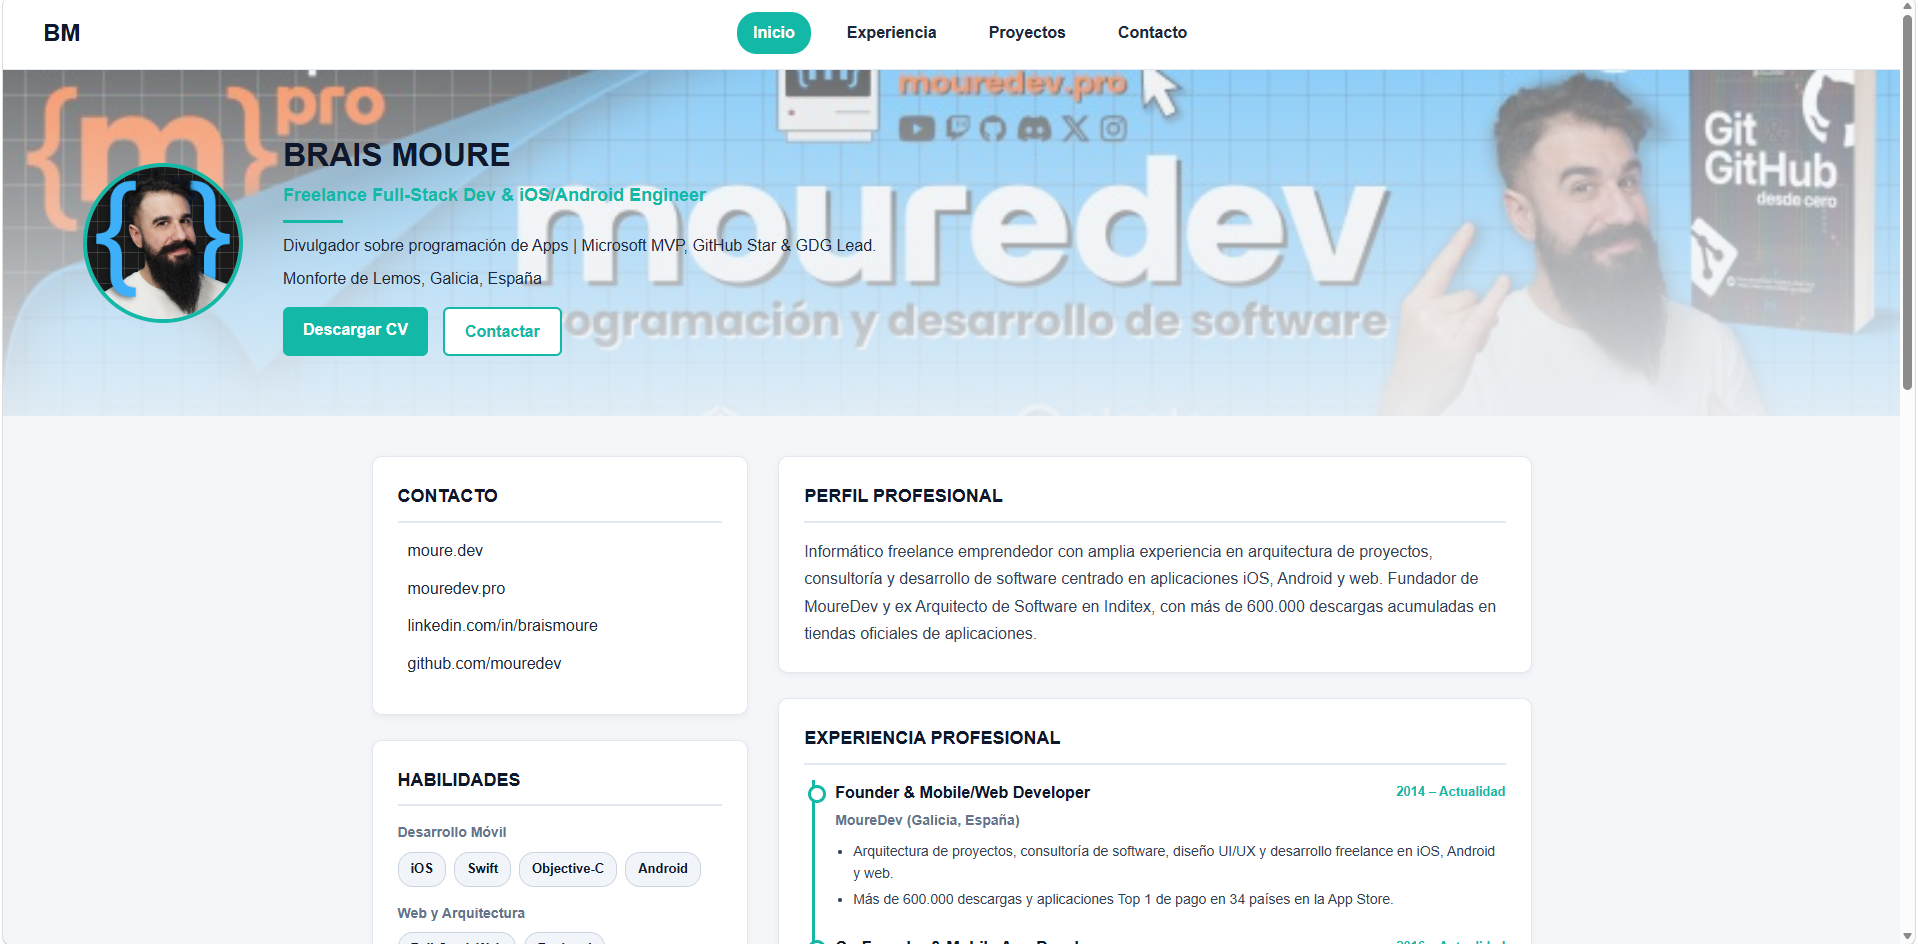 BM
Inicio
Experiencia
Proyectos
Contacto
{m}pro
mouredev.pro
BRAIS MOURE
Freelance Full-Stack Dev & iOS/Android Engineer
Divulgador sobre programación de Apps | Microsoft MVP, GitHub Star & GDG Lead.
Monforte de Lemos, Galicia, España
Descargar CV
Contactar
mouredev
ogramación y desarrollo de software
Git &
GitHub
desde cero
CONTACTO
moure.dev
mouredev.pro
linkedin.com/in/braismoure
github.com/mouredev
HABILIDADES
Desarrollo Móvil
iOS
Swift
Objective-C
Android
Web y Arquitectura
PERFIL PROFESIONAL
Informático freelance emprendedor con amplia experiencia en arquitectura de proyectos,
consultoría y desarrollo de software centrado en aplicaciones iOS, Android y web. Fundador de
MoureDev y ex Arquitecto de Software en Inditex, con más de 600.000 descargas acumuladas en
tiendas oficiales de aplicaciones.
EXPERIENCIA PROFESIONAL
Founder & Mobile/Web Developer
2014 – Actualidad
MoureDev (Galicia, España)
• Arquitectura de proyectos, consultoría de software, diseño UI/UX y desarrollo freelance en iOS, Android
y web.
• Más de 600.000 descargas y aplicaciones Top 1 de pago en 34 países en la App Store.